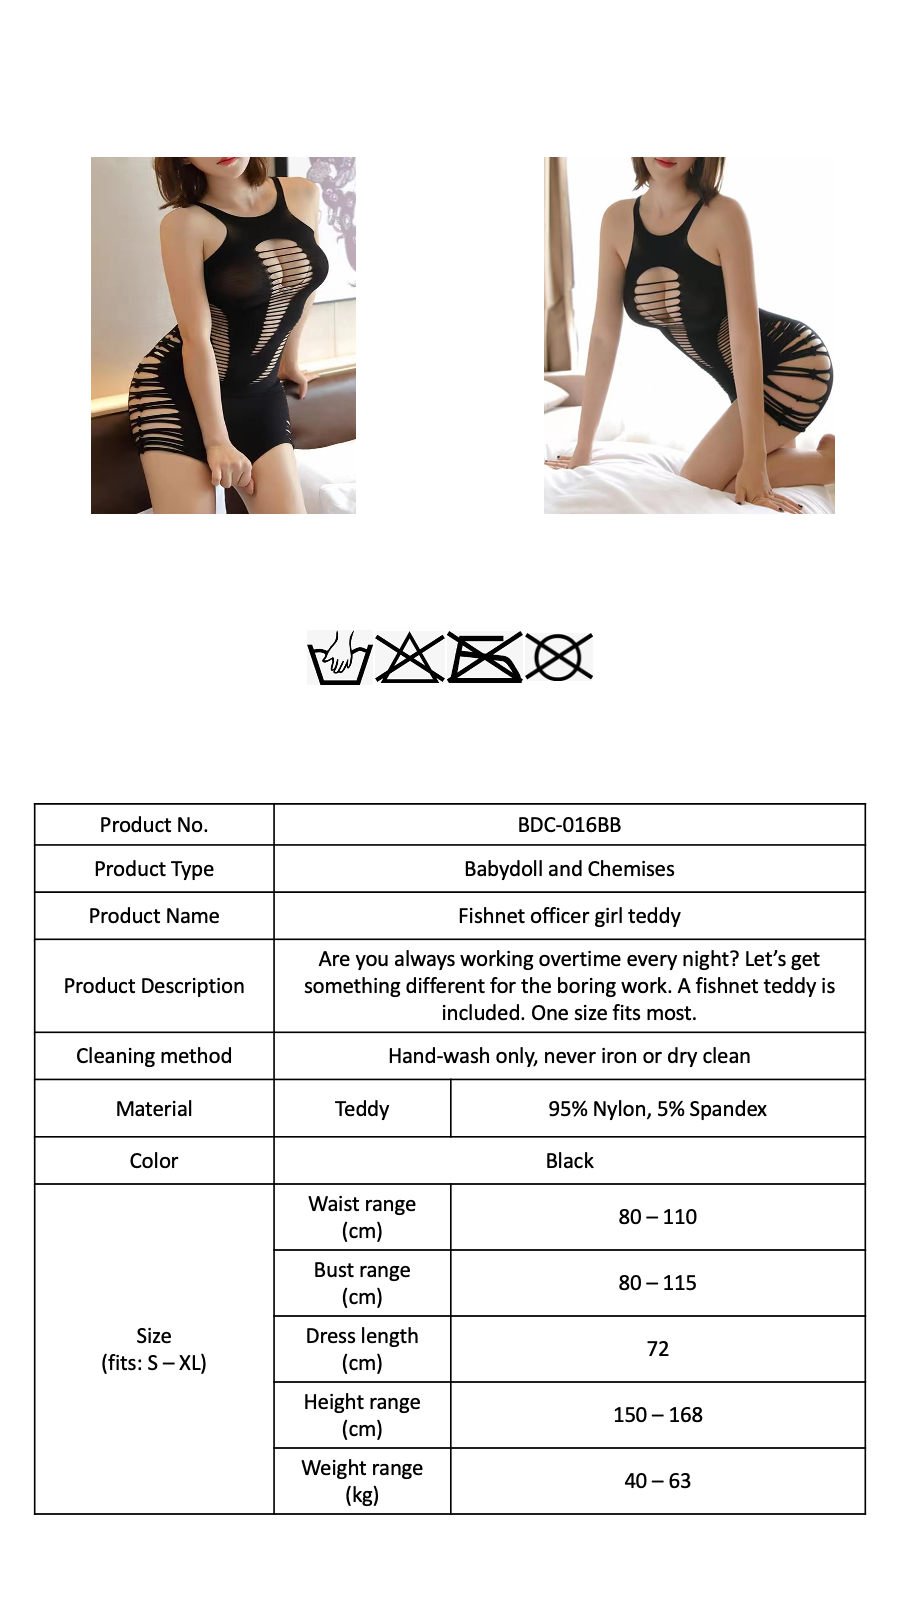 Product No.
BDC-016BB
Product Type
Babydoll and Chemises
Product Name
Fishnet officer girl teddy
Product Description
Are you always working overtime every night? Let’s get
something different for the boring work. A fishnet teddy is
included. One size fits most.
Cleaning method
Hand-wash only, never iron or dry clean
Material
Teddy
95% Nylon, 5% Spandex
Color
Black
Size
(fits: S – XL)
Waist range
(cm)
80 – 110
Bust range
(cm)
80 – 115
Dress length
(cm)
72
Height range
(cm)
150 – 168
Weight range
(kg)
40 – 63